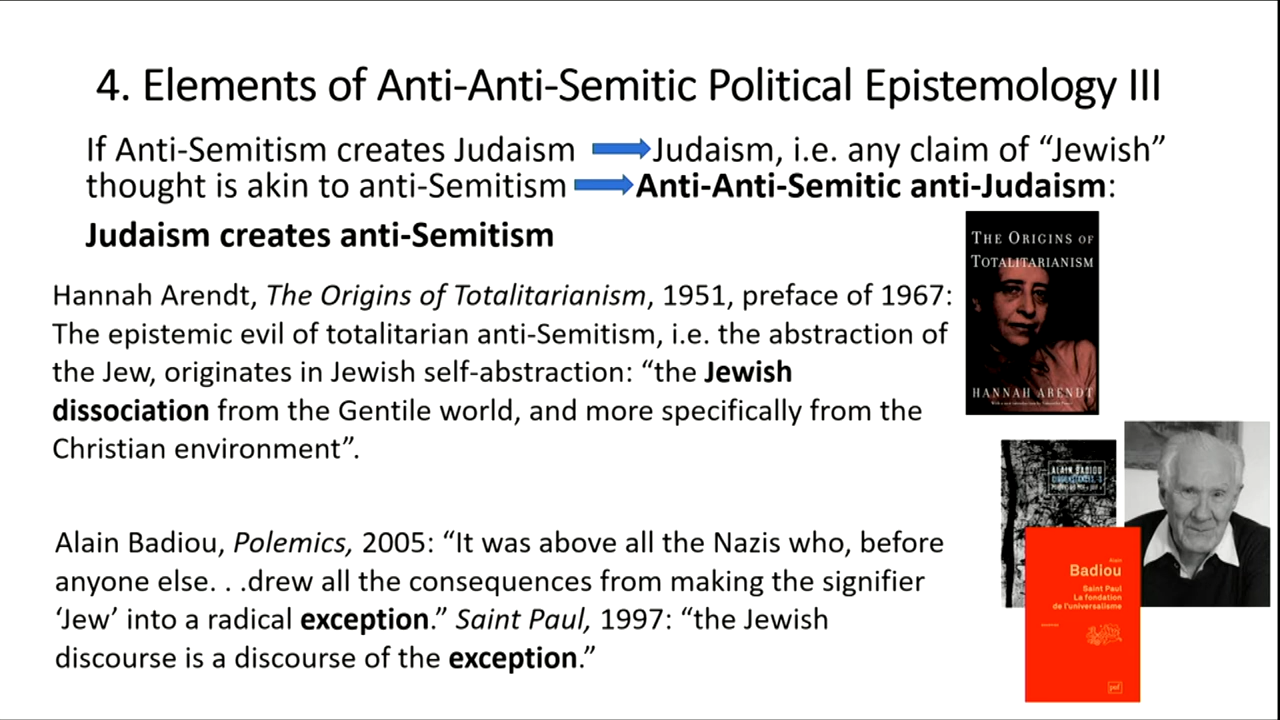 4. Elements of Anti-Anti-Semitic Political Epistemology III
If Anti-Semitism creates Judaism Judaism, i.e. any claim of “Jewish”
thought is akin to anti-Semitism Anti-Anti-Semitic anti-Judaism:
Judaism creates anti-Semitism
Hannah Arendt, The Origins of Totalitarianism, 1951, preface of 1967:
The epistemic evil of totalitarian anti-Semitism, i.e. the abstraction of
the Jew, originates in Jewish self-abstraction: “the Jewish
dissociation from the Gentile world, and more specifically from the
Christian environment”.
THE ORIGINS OF
TOTALITARIANISM
HANNAH ARENDT
Alain Badiou, Polemics, 2005: “It was above all the Nazis who, before
anyone else. . .drew all the consequences from making the signifier
‘Jew’ into a radical exception.” Saint Paul, 1997: “the Jewish
discourse is a discourse of the exception.”
ALAIN BADIOU
CIRCONSTANCES, 3
Alain
Badiou
Saint Paul
La fondation
de l'universalisme
puf